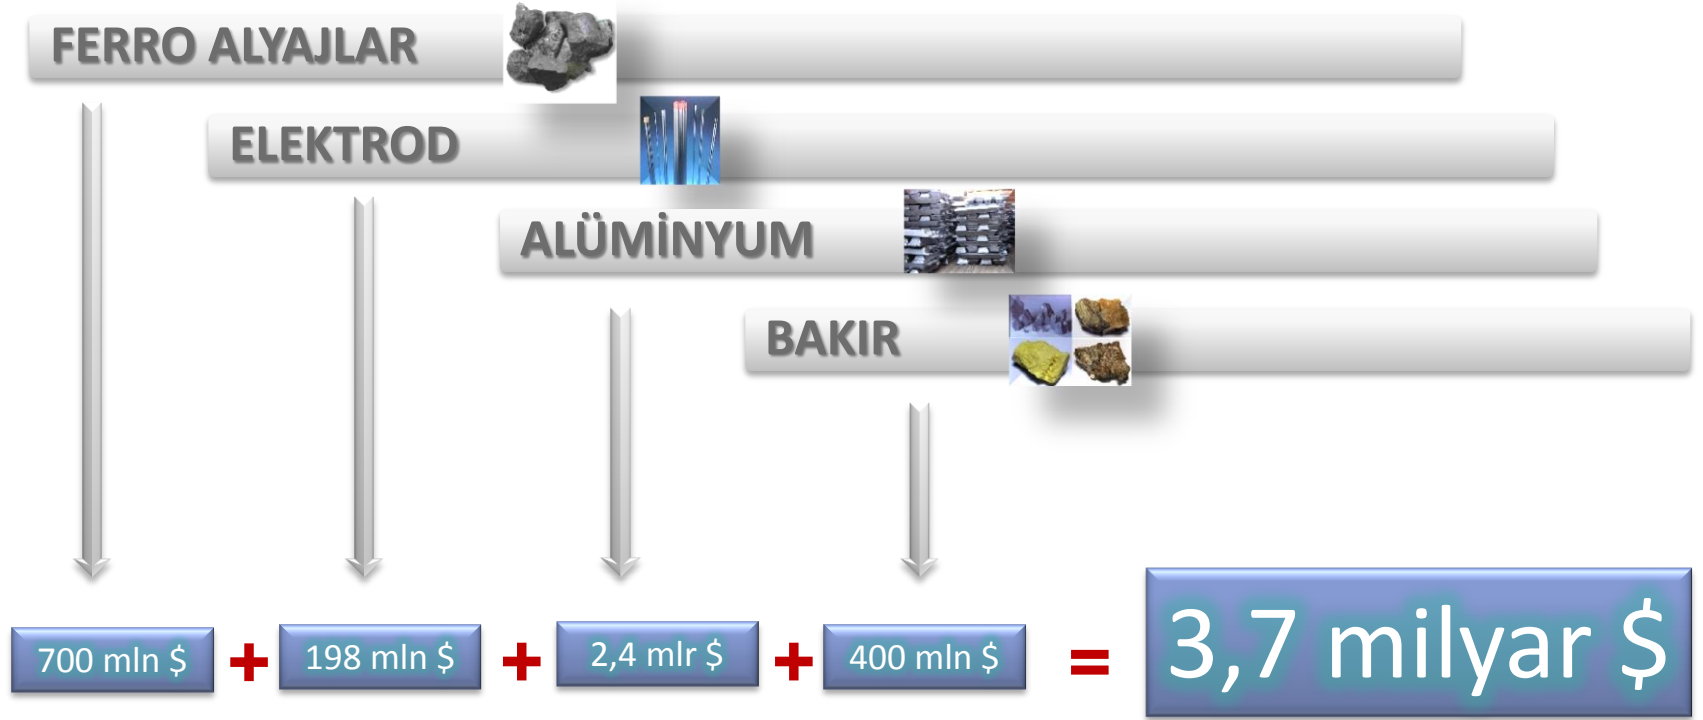 FERRO ALYAJLAR
ELEKTROD
ALÜMİNYUM
BAKIR
700 mln $ + 198 mln $ + 2,4 mlr $ + 400 mln $ = 3,7 milyar $